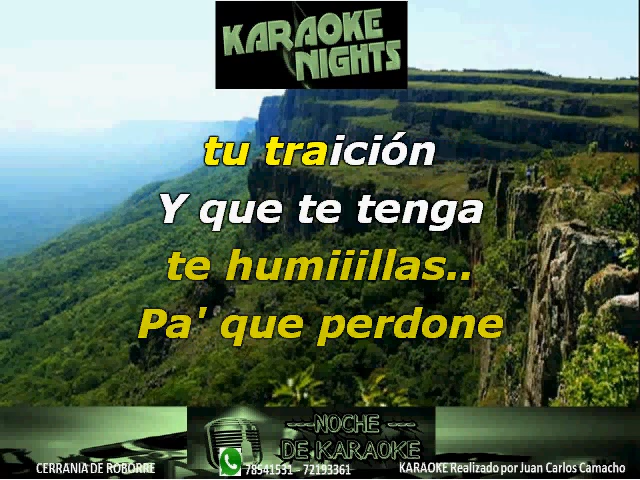 KARAOKE
NIGHTS
tu traición
Y que te tenga
te humiiillas..
Pa' que perdone
---NOCHE---
DE KARAOKE
CERRANIA DE ROBORRE
78541531 - 72193361
KARAOKE Realizado por Juan Carlos Camacho